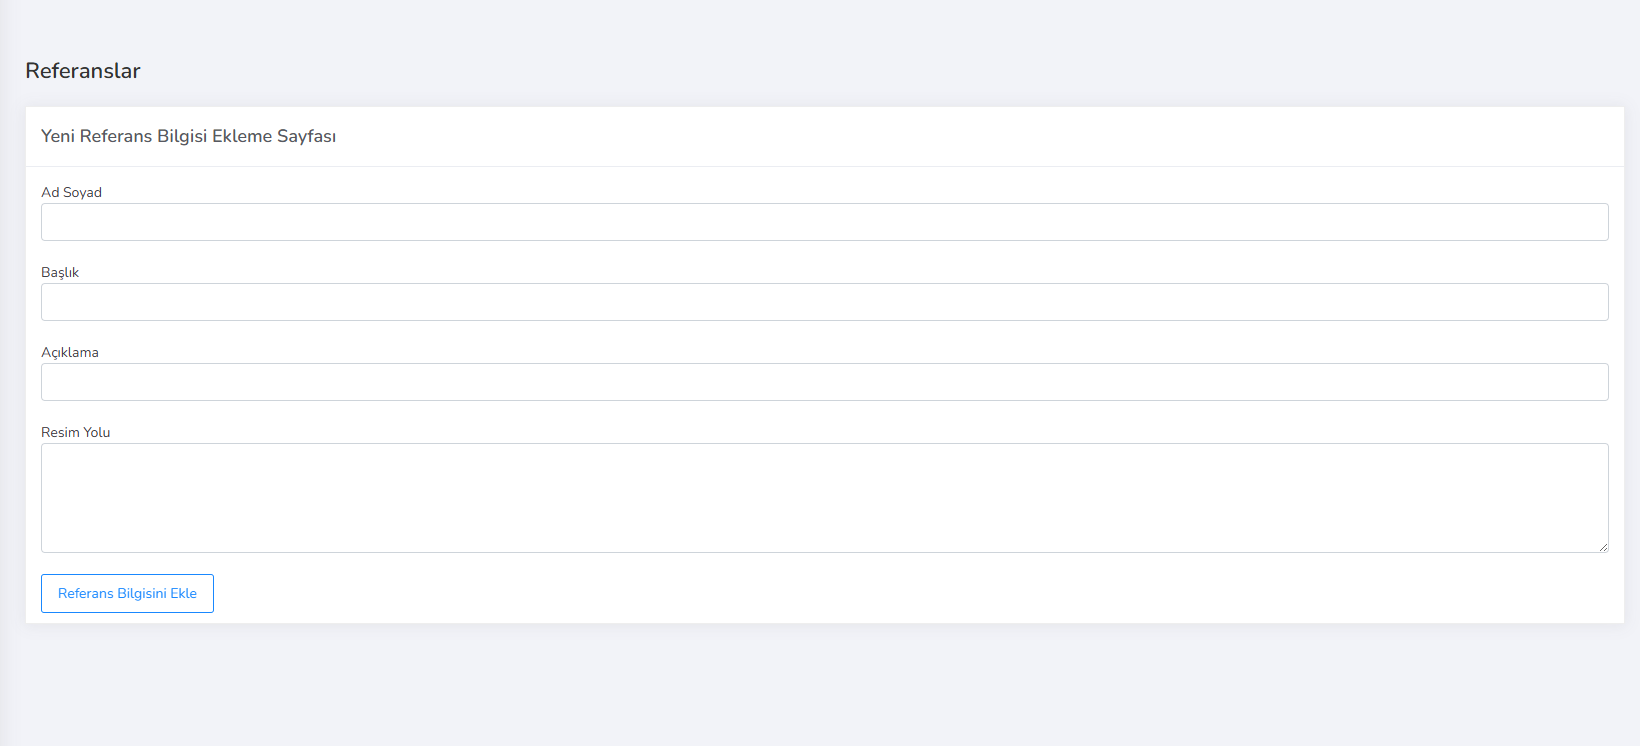 Referanslar
Yeni Referans Bilgisi Ekleme Sayfası
Ad Soyad
Başlık
Açıklama
Resim Yolu
Referans Bilgisini Ekle